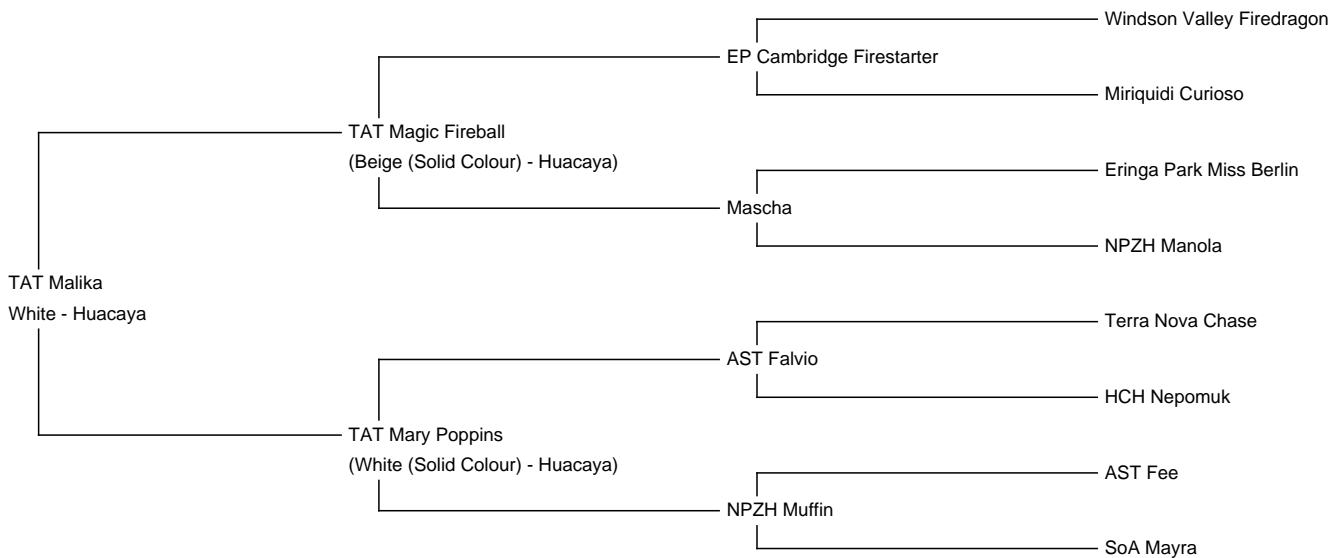 Windson Valley Firedragon
EP Cambridge Firestarter
Miriquidi Curioso
TAT Magic Fireball
(Beige (Solid Colour) - Huacaya)
Eringa Park Miss Berlin
Mascha
NPZH Manola
TAT Malika
White - Huacaya
Terra Nova Chase
AST Falvio
HCH Nepomuk
TAT Mary Poppins
(White (Solid Colour) - Huacaya)
AST Fee
NPZH Muffin
SoA Mayra